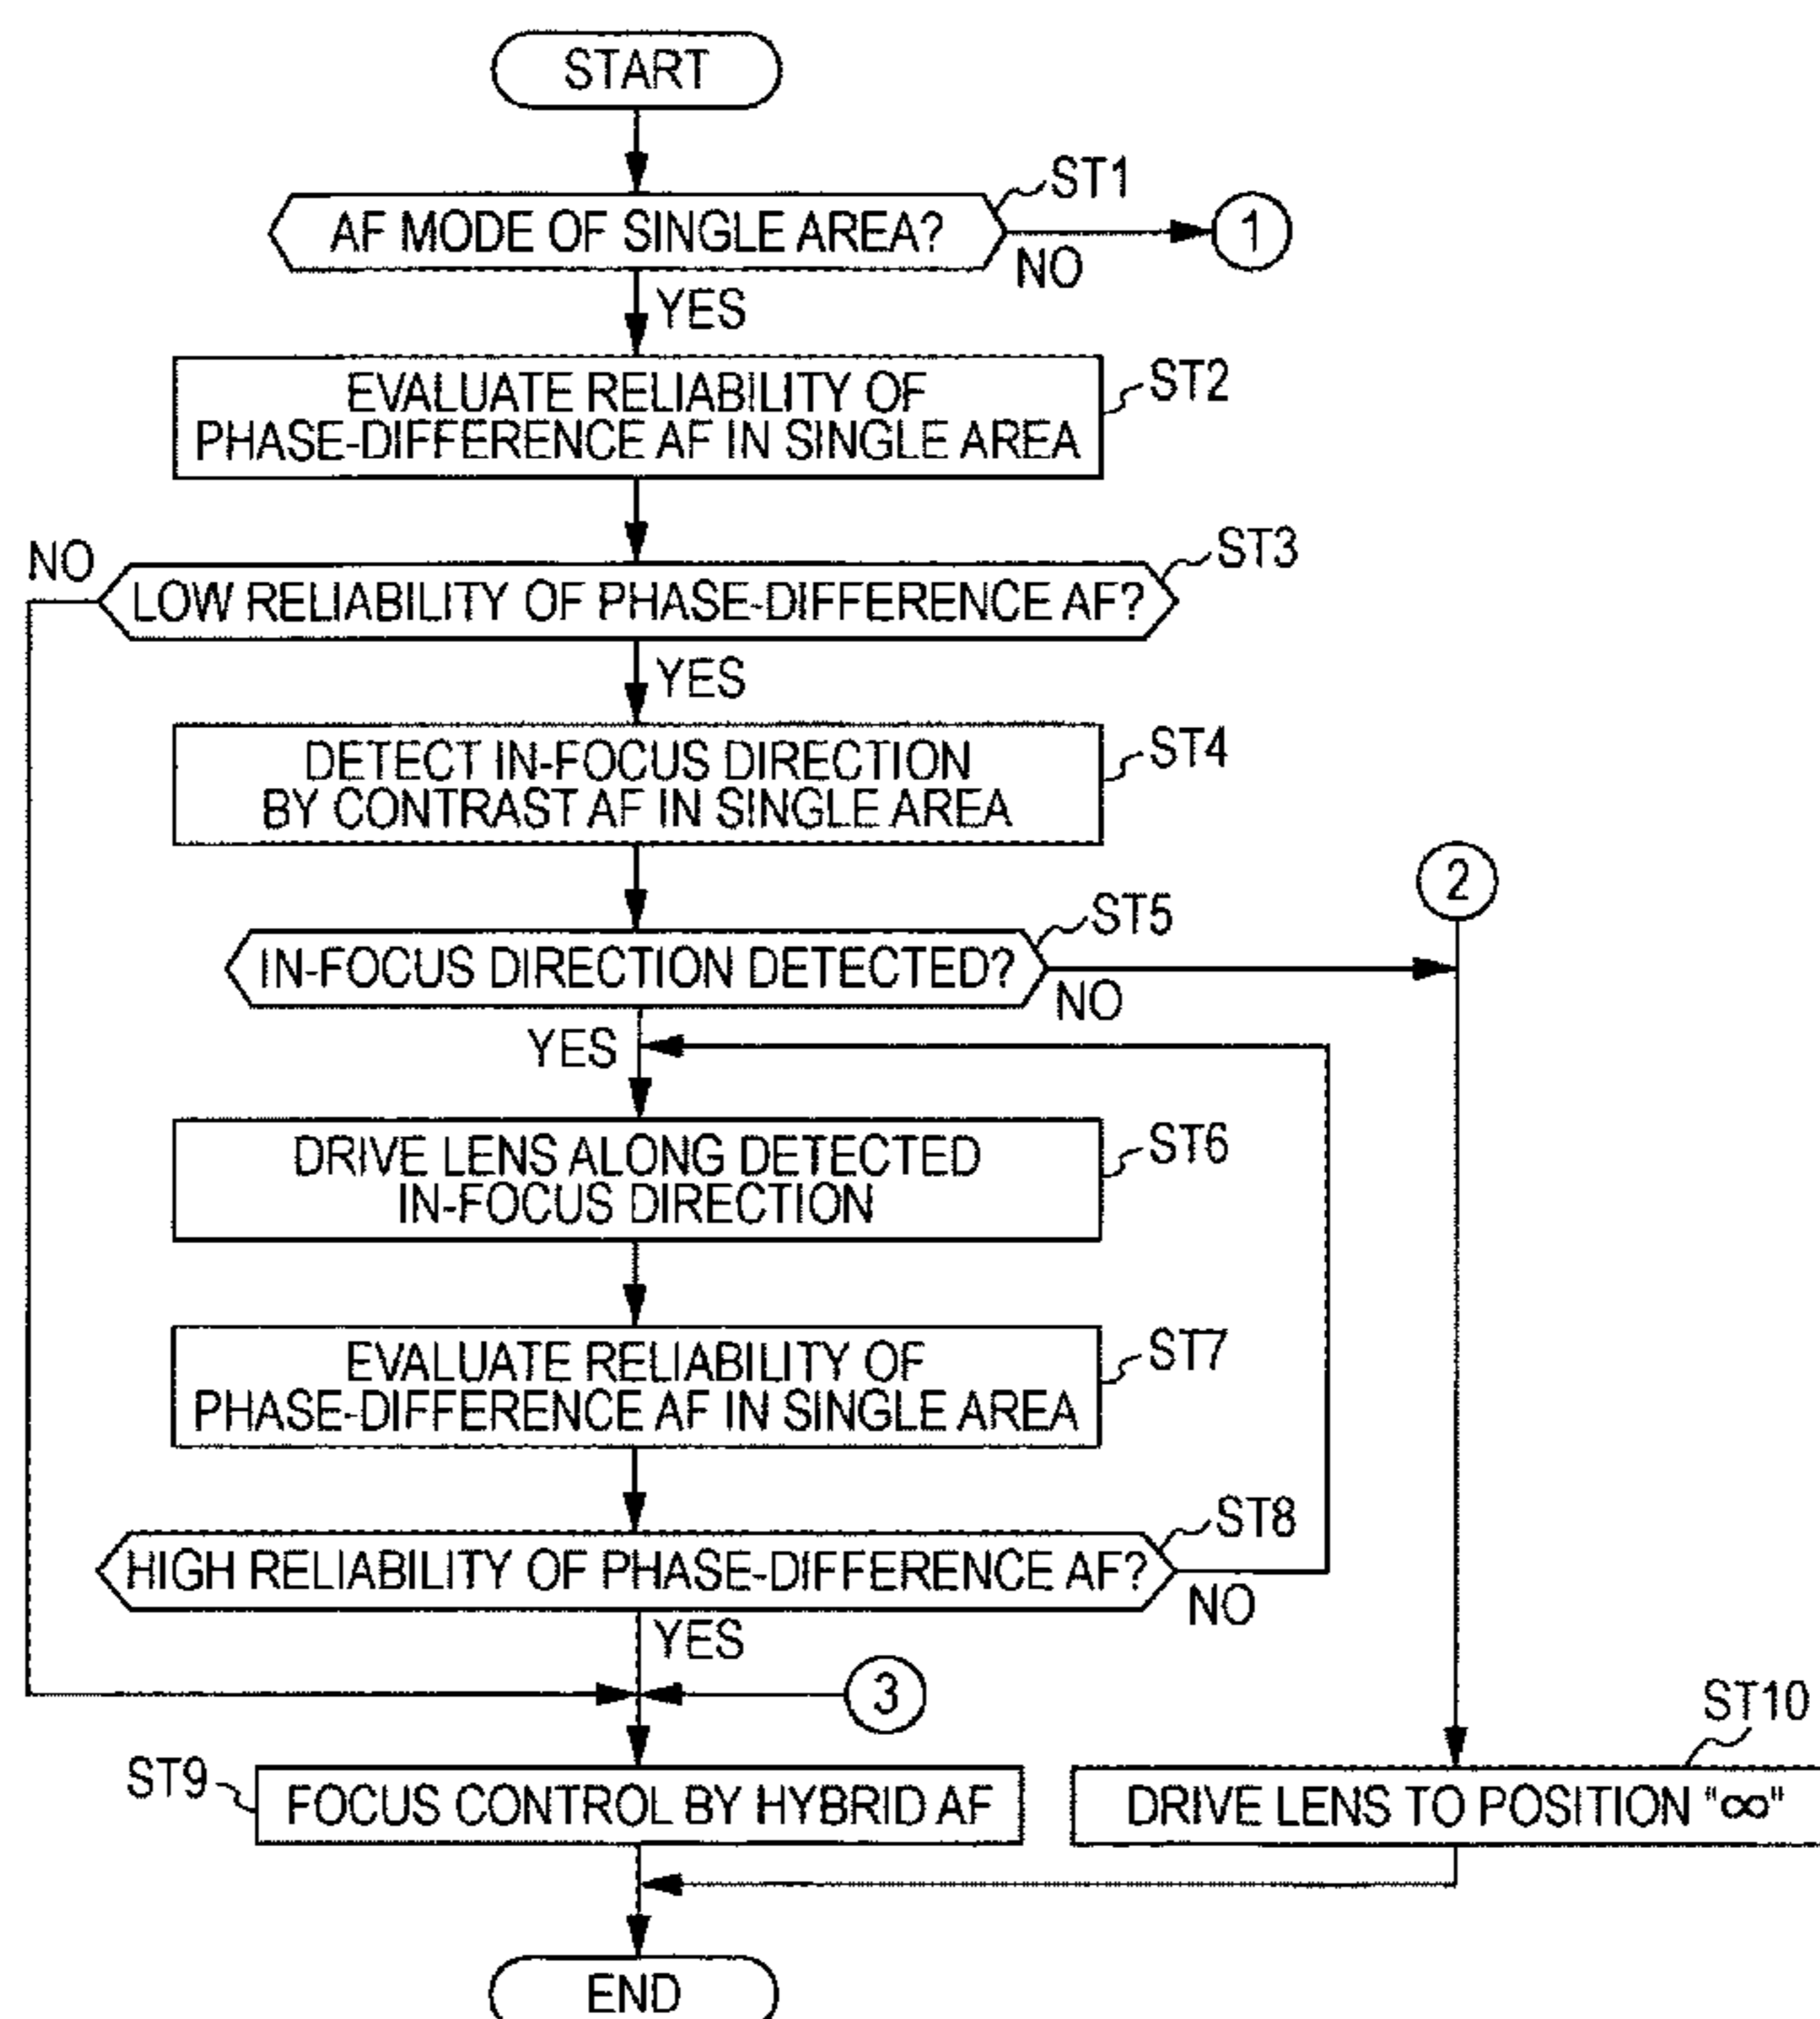 START
ST1
AF MODE OF SINGLE AREA?
1
NO
YES
EVALUATE RELIABILITY OF
PHASE-DIFFERENCE AF IN SINGLE AREA
ST2
NO
ST3
LOW RELIABILITY OF PHASE-DIFFERENCE AF?
YES
DETECT IN-FOCUS DIRECTION
BY CONTRAST AF IN SINGLE AREA
ST4
2
ST5
IN-FOCUS DIRECTION DETECTED?
NO
YES
DRIVE LENS ALONG DETECTED
IN-FOCUS DIRECTION
ST6
EVALUATE RELIABILITY OF
PHASE-DIFFERENCE AF IN SINGLE AREA
ST7
ST8
HIGH RELIABILITY OF PHASE-DIFFERENCE AF?
NO
YES
3
ST10
ST9
FOCUS CONTROL BY HYBRID AF
DRIVE LENS TO POSITION "∞"
END